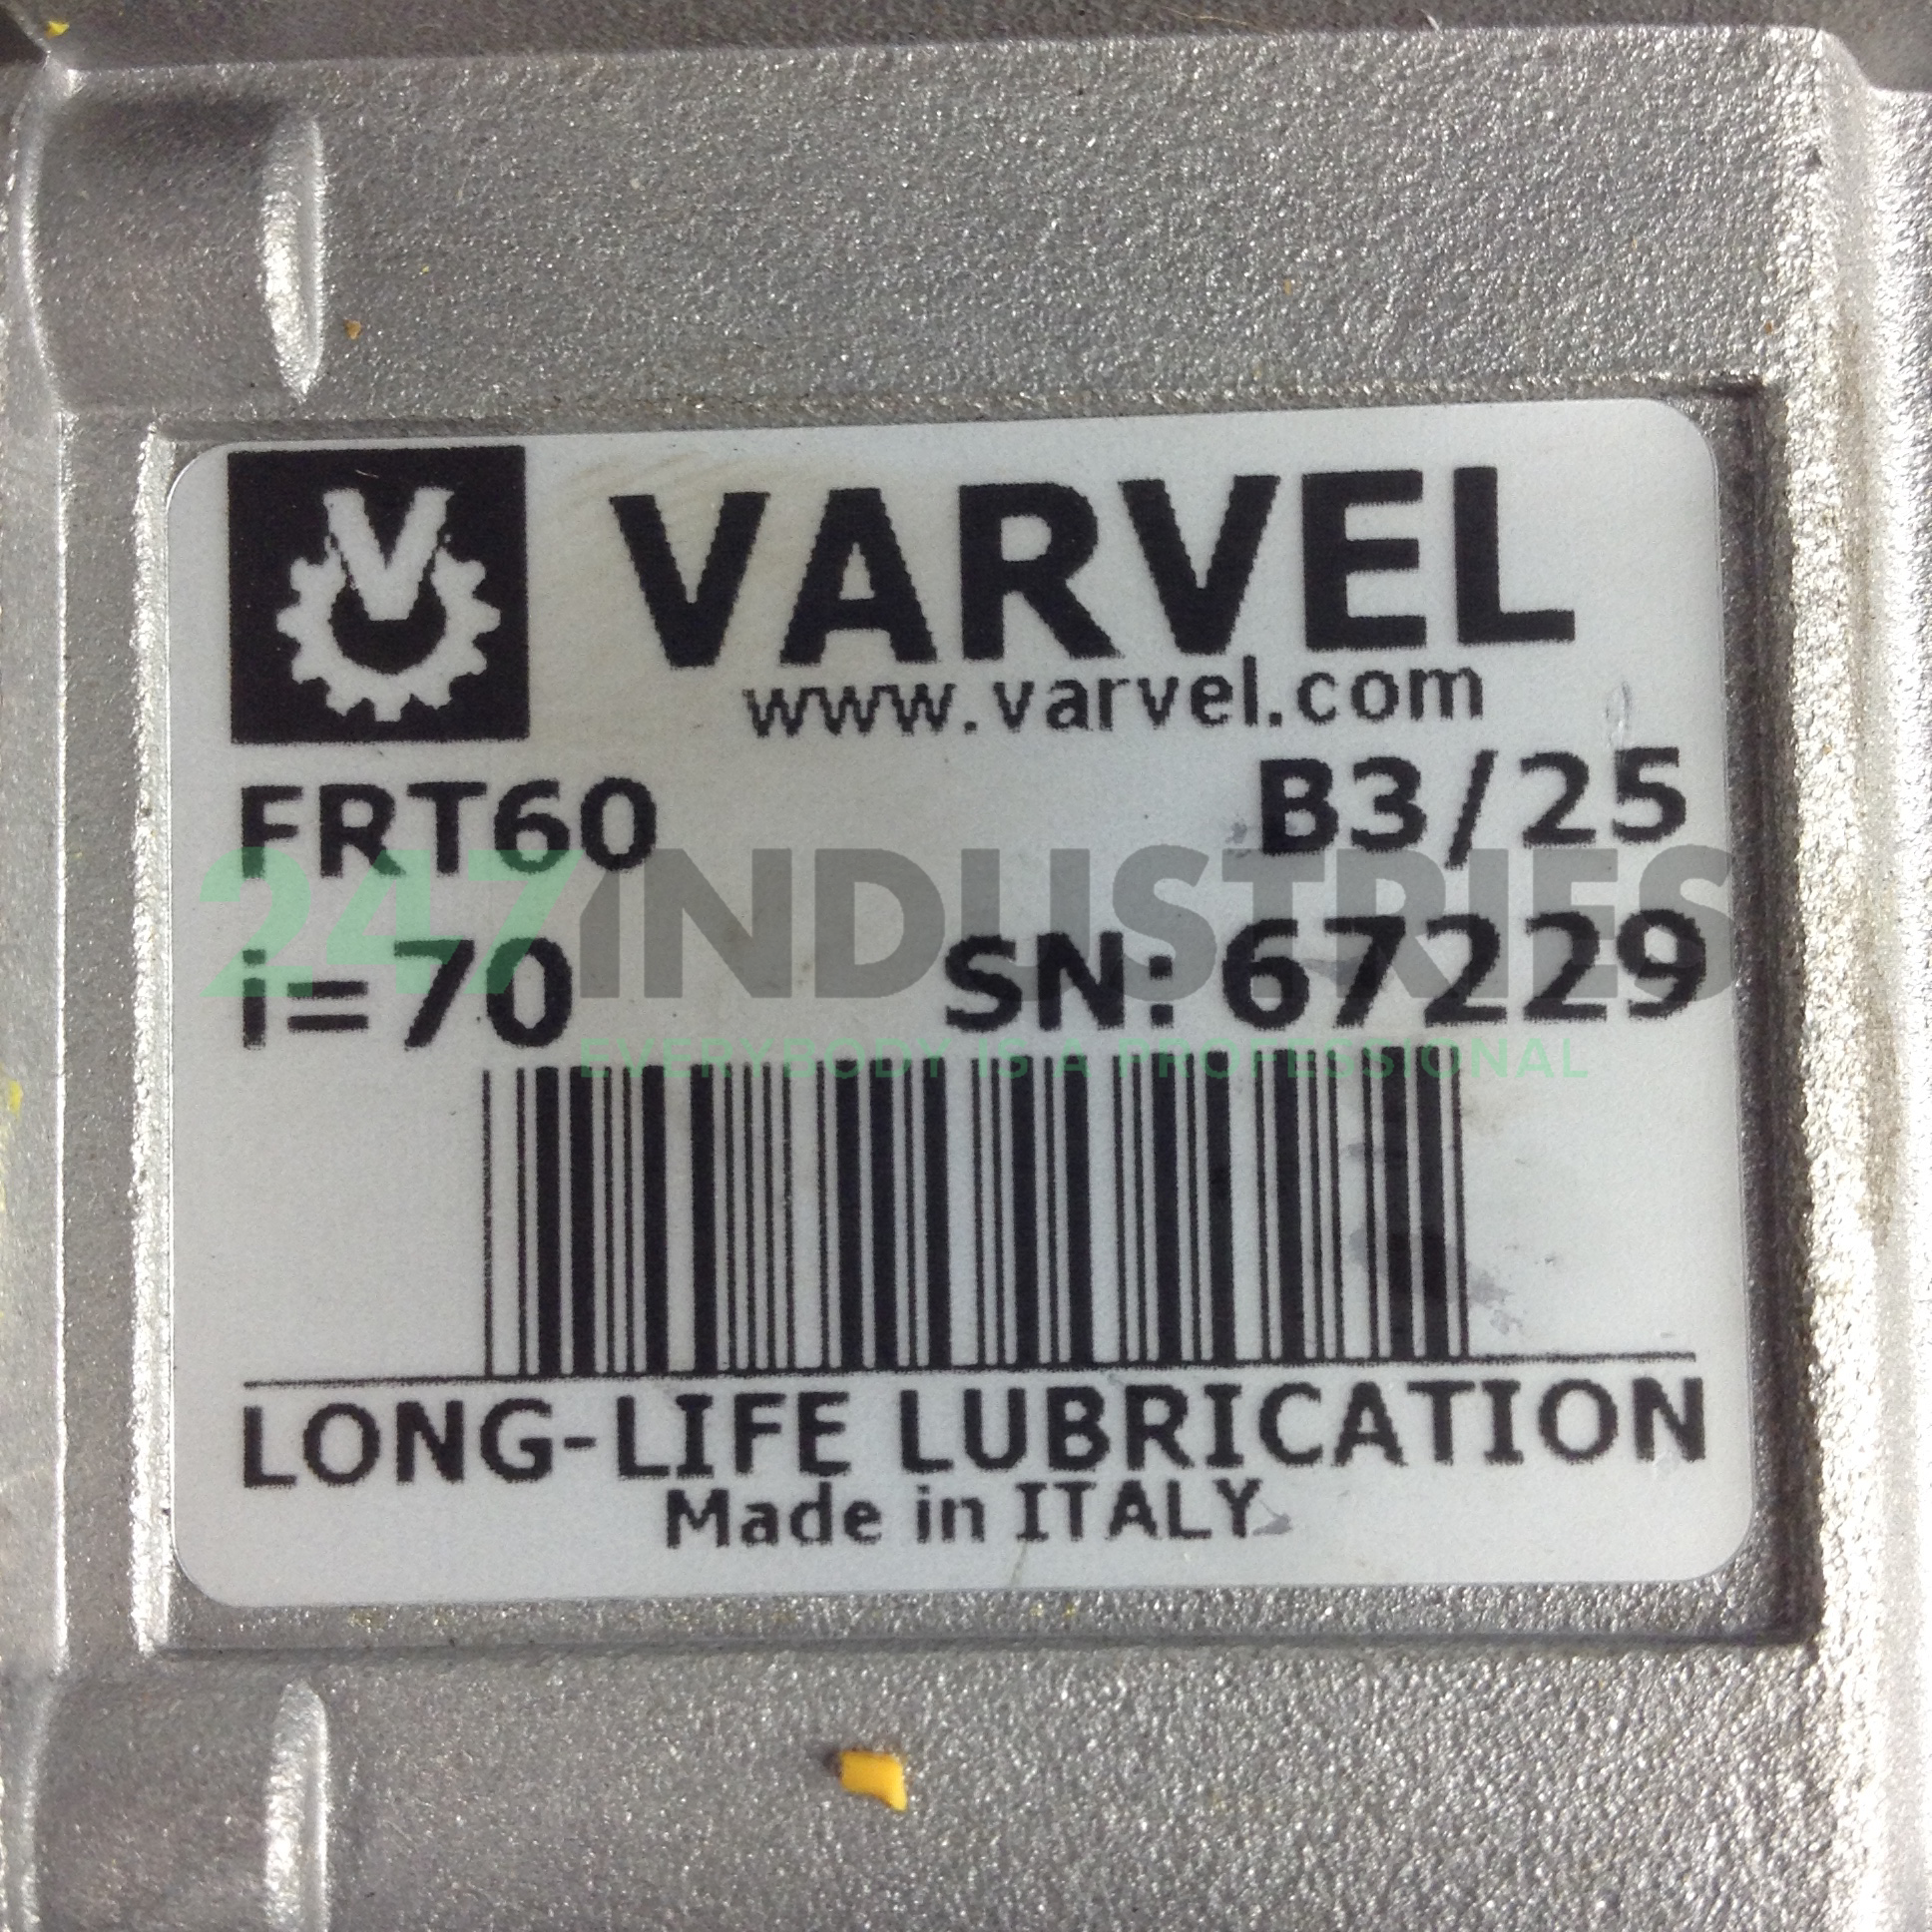 V
VARVEL
www.varvel.com
FRT60 B3/25
247INDUSTRIES
i=70 SN: 67229
EVERYBODY IS A PROFESSIONAL
LONG-LIFE LUBRICATION
Made in ITALY